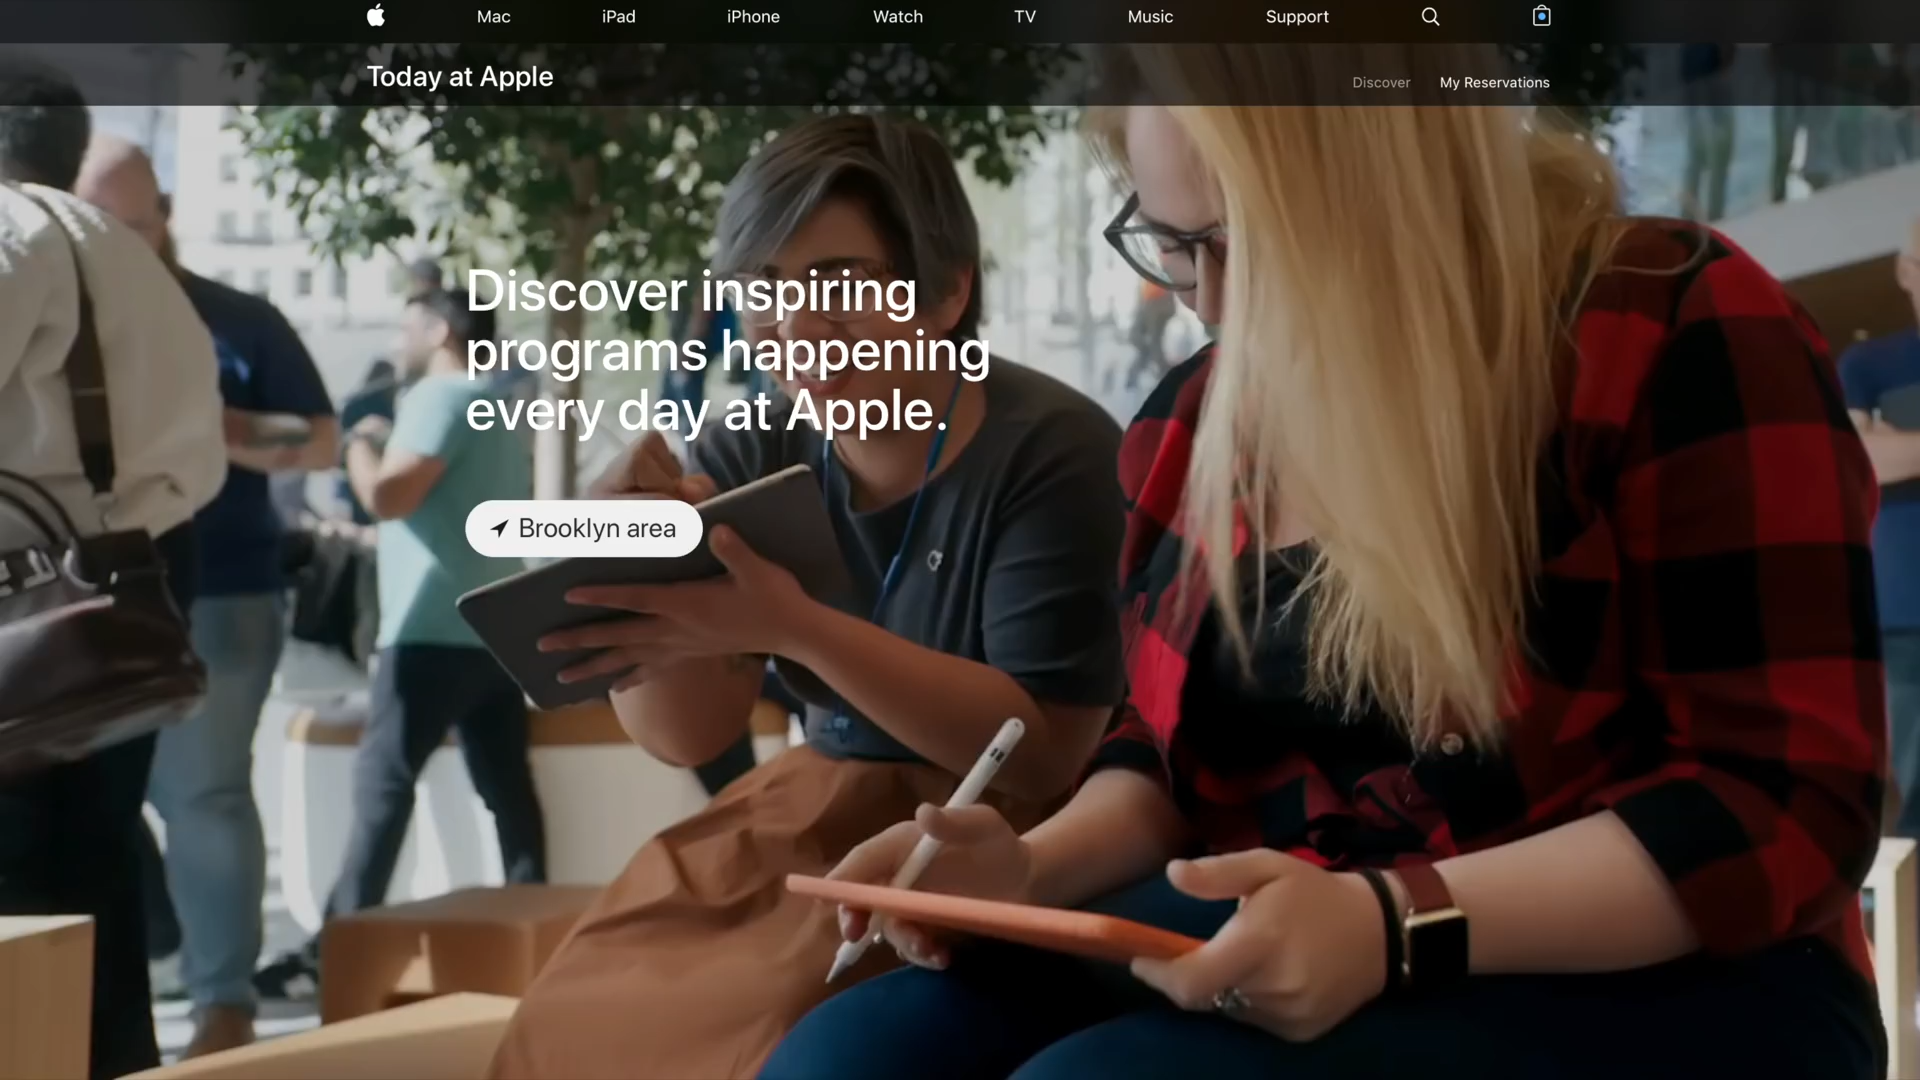 Mac
iPad
iPhone
Watch
TV
Music
Support
Today at Apple
Discover
My Reservations
Discover inspiring
programs happening
every day at Apple.
Brooklyn area